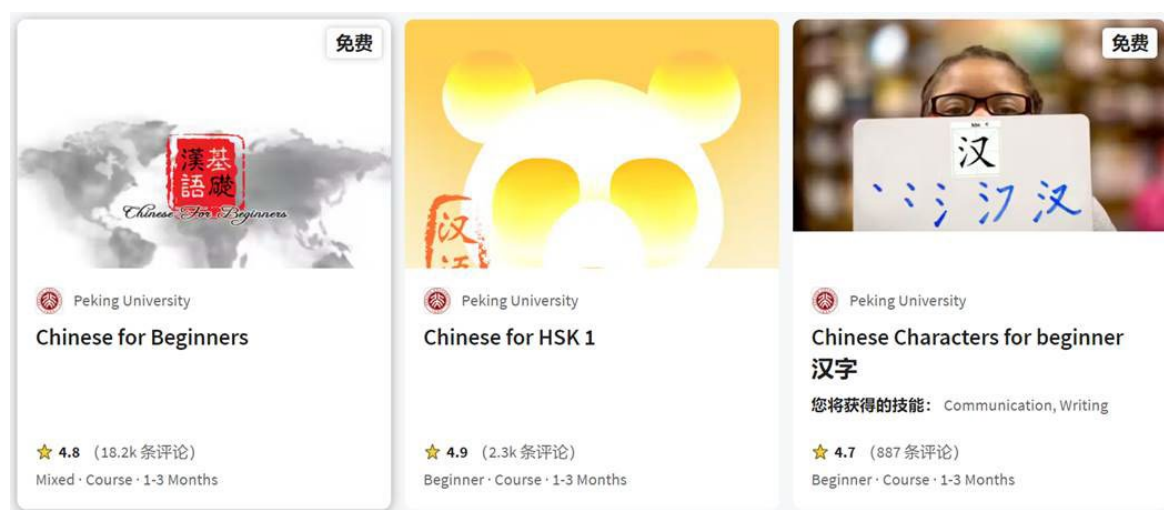 免费
漢基
語礎
Chinese For Beginners
Peking University
Chinese for Beginners
4.8 （18.2k 条评论）
Mixed · Course · 1-3 Months
汉
Peking University
Chinese for HSK 1
4.9 （2.3k 条评论）
Beginner · Course · 1-3 Months
免费
汉
汉
Peking University
Chinese Characters for beginner
汉字
您将获得的技能： Communication, Writing
4.7 （887 条评论）
Beginner · Course · 1-3 Months